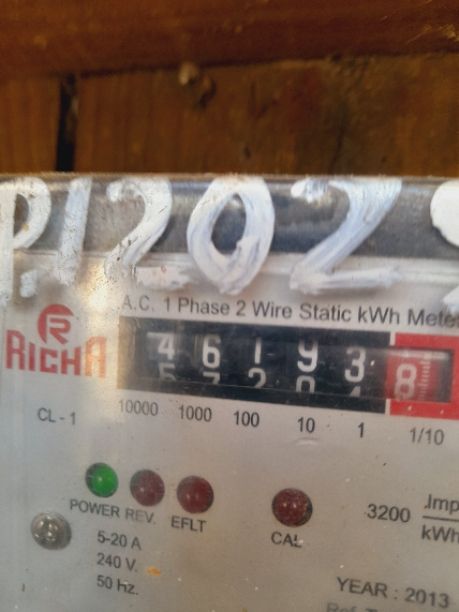 P.1202
A.C. 1 Phase 2 Wire Static kWh Mete
RICHA
4 6 1 9 3 8
CL - 1 10000 1000 100 10 1 1/10
POWER REV. EFLT CAL 3200 Imp
kWh
5-20 A
240 V.
50 hz.
YEAR : 2013